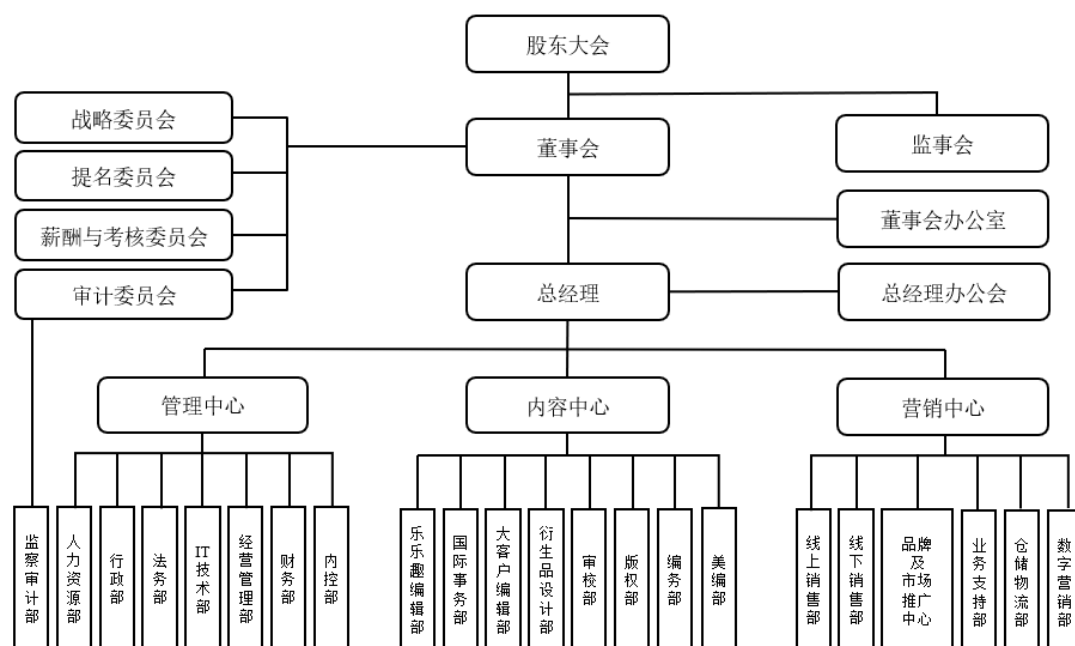 股东大会
战略委员会
董事会
监事会
提名委员会
董事会办公室
薪酬与考核委员会
审计委员会
总经理
总经理办公会
管理中心
内容中心
营销中心
监察审计部
人力资源部
行政部
法务部
IT技术部
经营管理部
财务部
内控部
乐乐趣编辑部
国际事务部
大客户编辑部
衍生品设计部
审校部
版权部
编务部
美编部
线上销售部
线下销售部
品牌
及
市场
推广
中心
业务支持部
仓储物流部
数字营销部